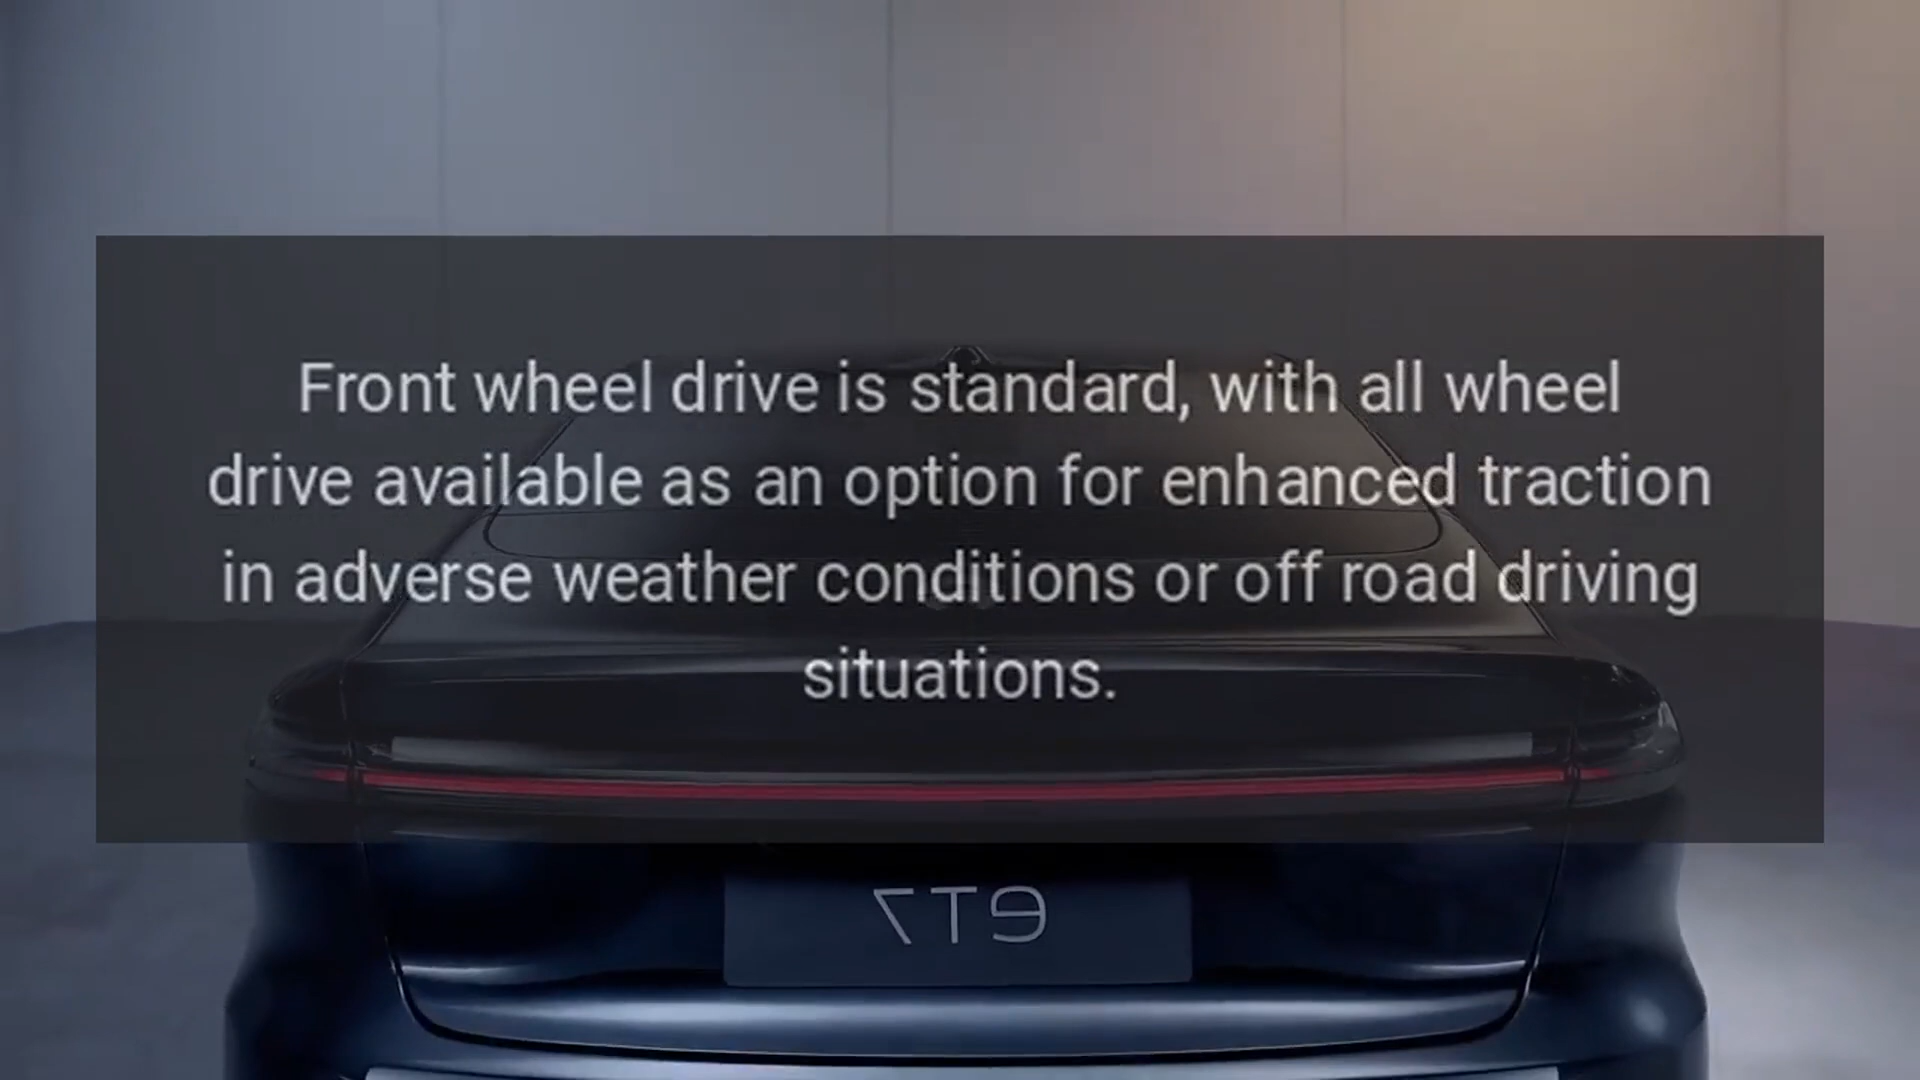 Front wheel drive is standard, with all wheel
drive available as an option for enhanced traction
in adverse weather conditions or off road driving
situations.
ET7